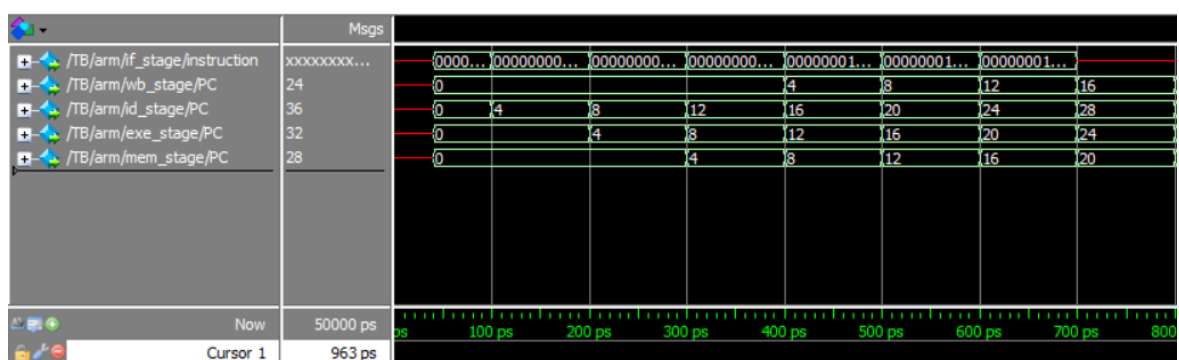 Msgs
/TB/arm/if_stage/instruction xxxxxxxx... 0000... 00000000... 00000000... 00000000... 00000001... 00000001... 00000001...
/TB/arm/wb_stage/PC 24 0 4 8 12 16
/TB/arm/id_stage/PC 36 0 4 8 12 16 20 24 28
/TB/arm/exe_stage/PC 32 0 4 8 12 16 20 24
/TB/arm/mem_stage/PC 28 0 4 8 12 16 20
Now 50000 ps ps 100 ps 200 ps 300 ps 400 ps 500 ps 600 ps 700 ps 800
Cursor 1 963 ps